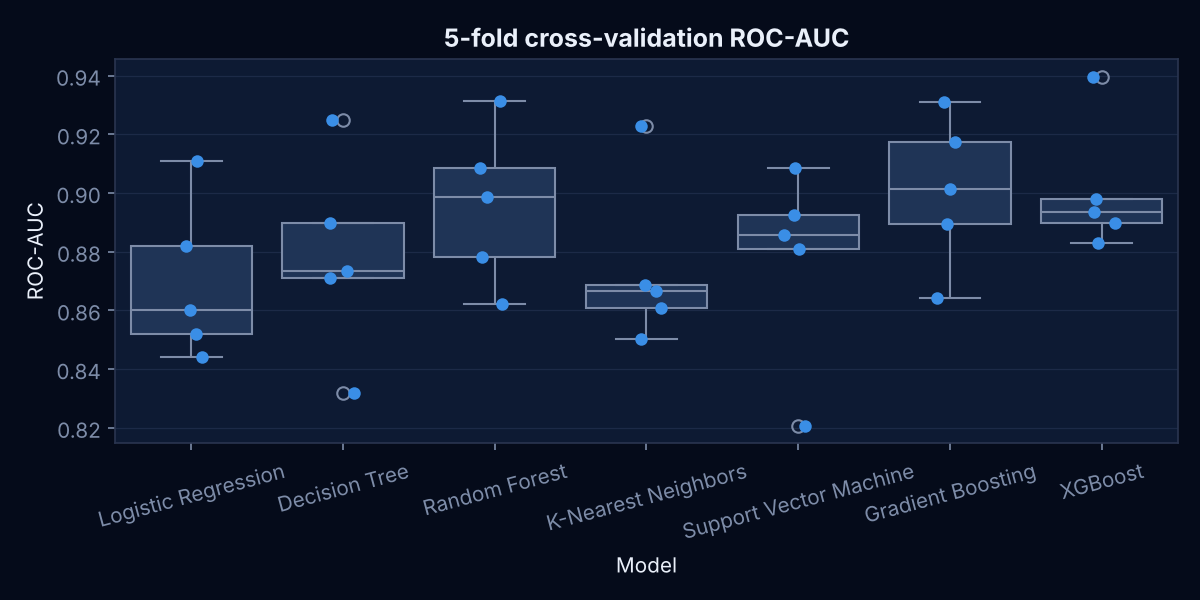 5-fold cross-validation ROC-AUC
ROC-AUC
0.94
0.92
0.90
0.88
0.86
0.84
0.82
Logistic Regression
Decision Tree
Random Forest
K-Nearest Neighbors
Support Vector Machine
Gradient Boosting
XGBoost
Model